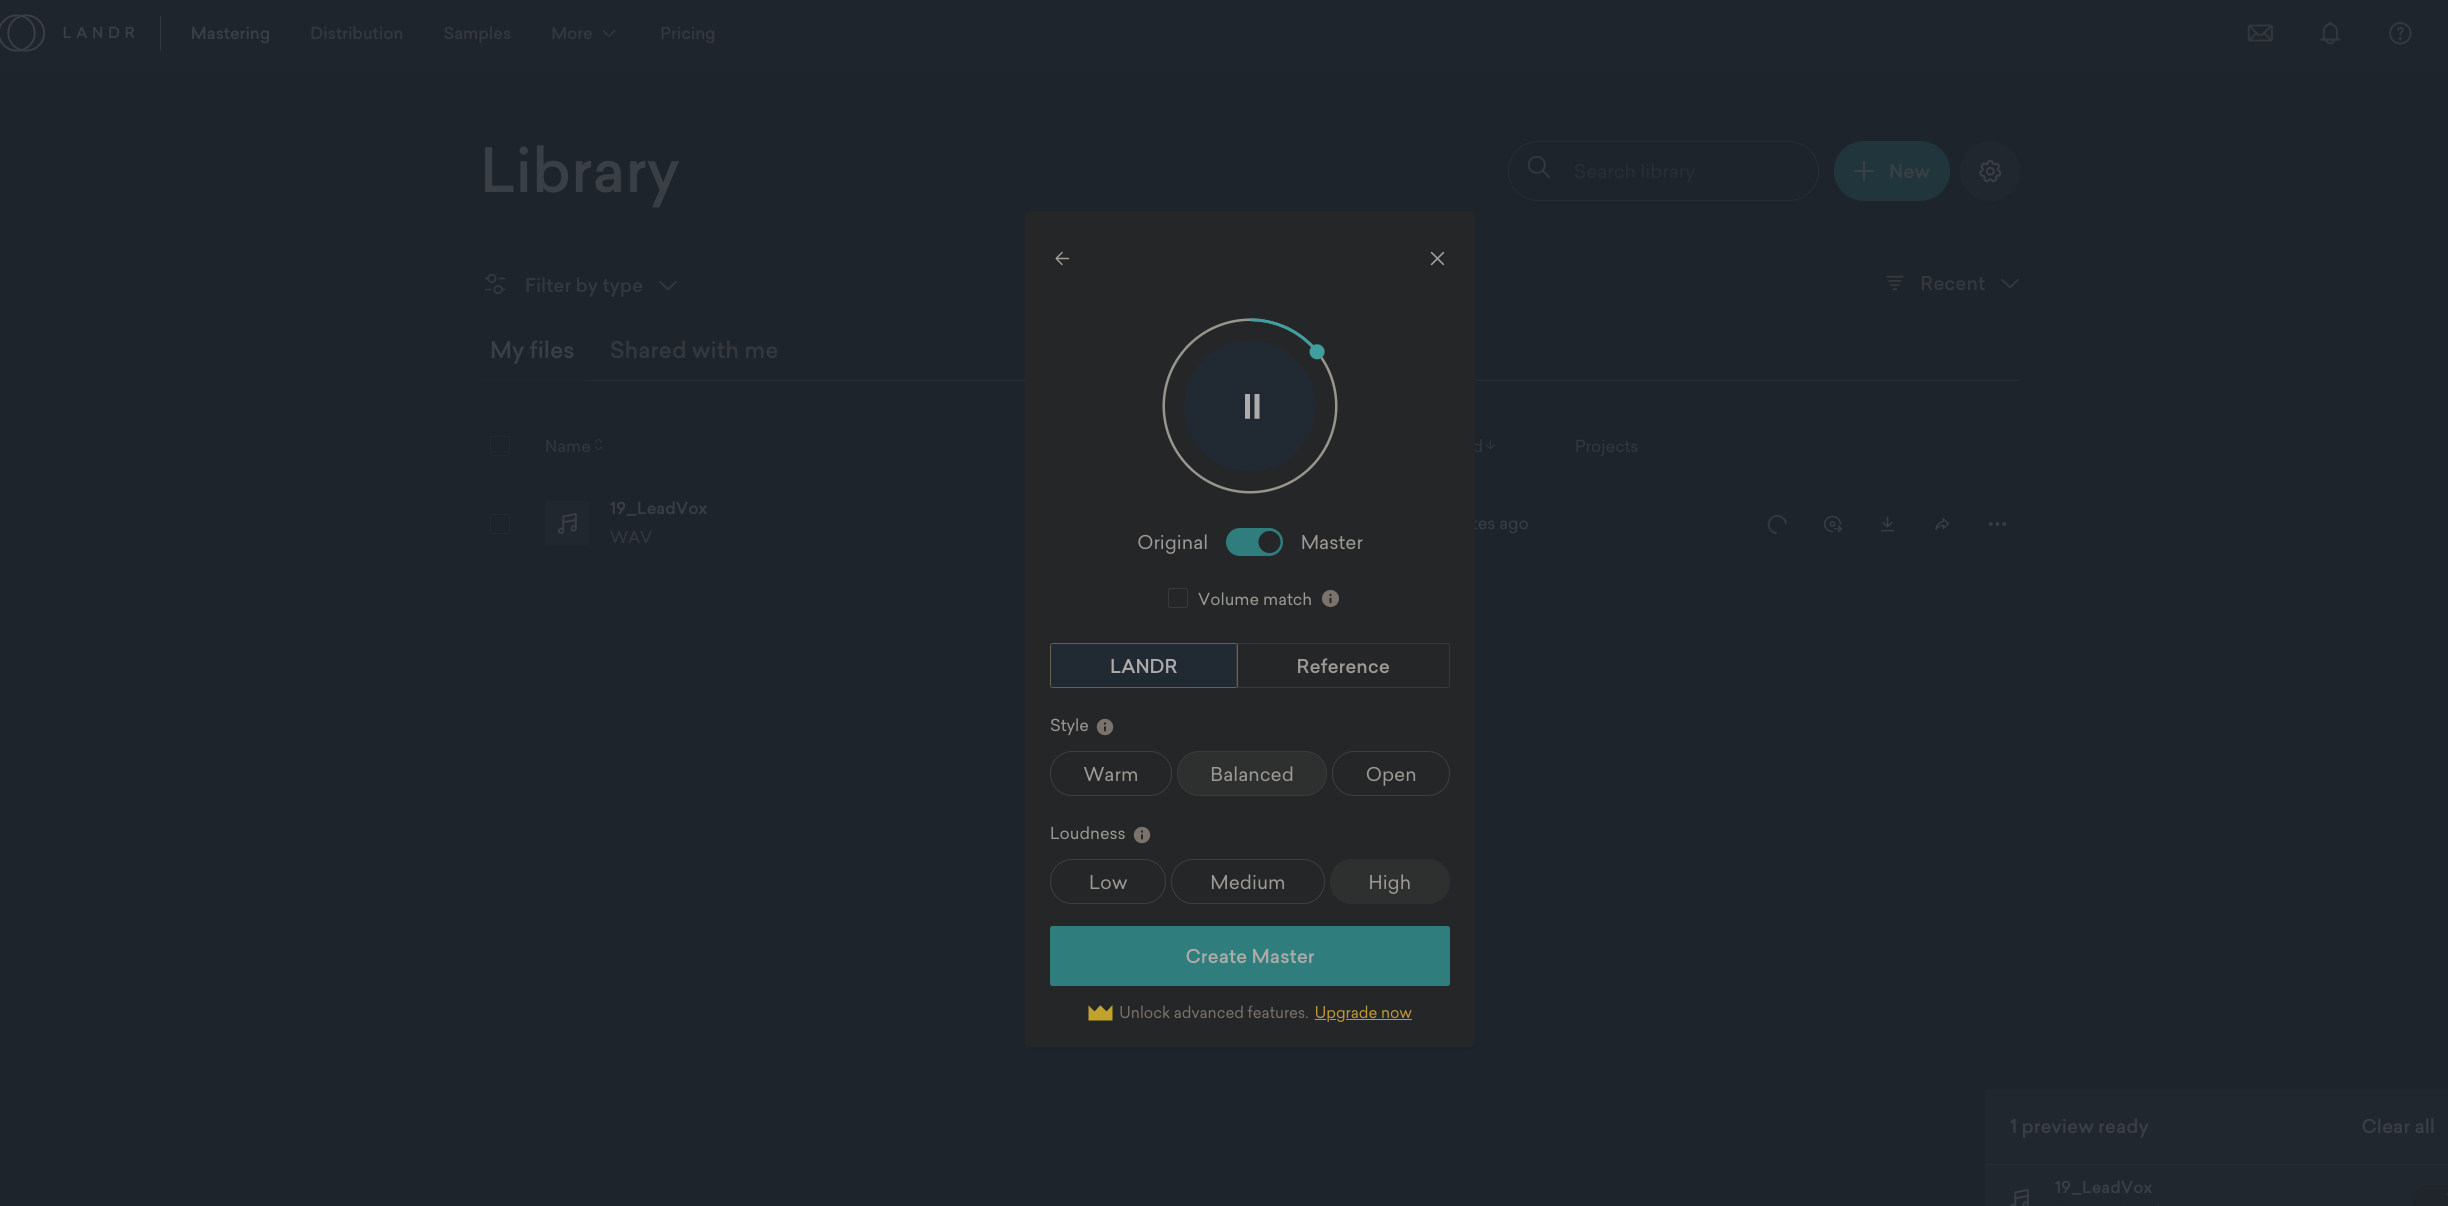 LANDR
Mastering
Distribution
Samples
More
Pricing
Library
Search library
New
Filter by type
Recent
My files
Shared with me
Name
d
Projects
19_LeadVox
WAV
tes ago
Original
Master
Volume match
LANDR
Reference
Style
Warm
Balanced
Open
Loudness
Low
Medium
High
Create Master
Unlock advanced features. Upgrade now
1 preview ready
Clear all
19_LeadVox